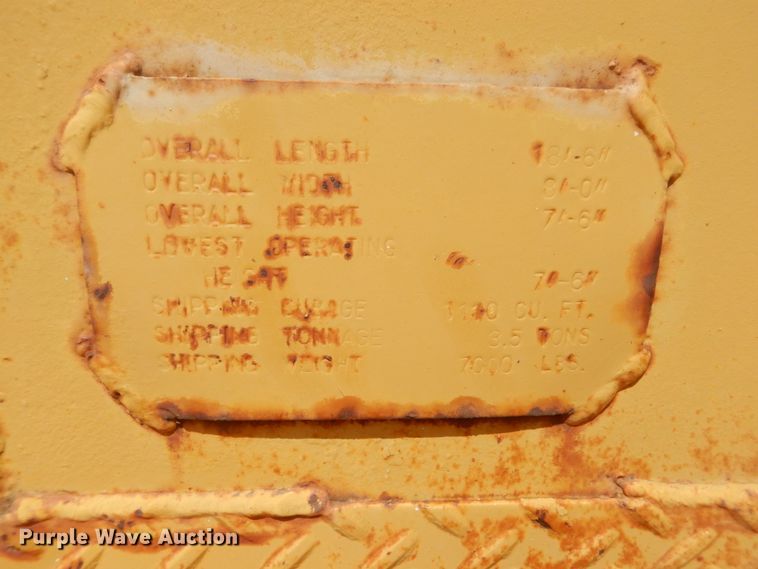 OVERALL LENGTH 18'-6"
OVERALL WIDTH 8'-0"
OVERALL HEIGHT 7'-6"
LOWEST OPERATING
HEIGHT 7'-6"
SHIPPING CUBAGE 1110 CU. FT.
SHIPPING TONNAGE 3.5 TONS
SHIPPING WEIGHT 7000 LBS.
Purple Wave Auction®